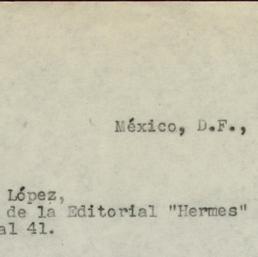 México, D.F.,
López,
de la Editorial "Hermes"
al 41.